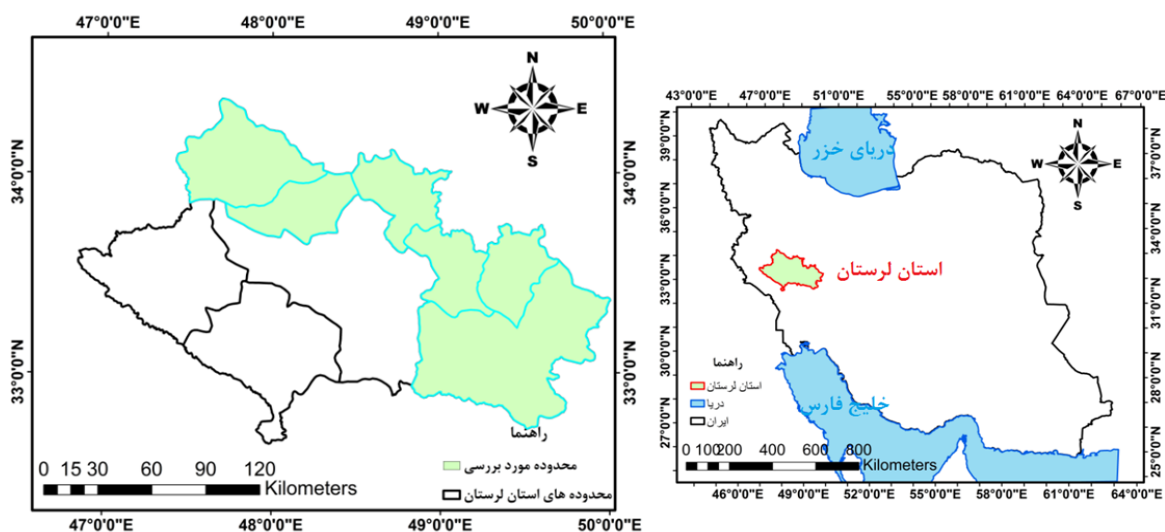 47°0'0"E 48°0'0"E 49°0'0"E 50°0'0"E
34°0'0"N
33°0'0"N
34°0'0"N
33°0'0"N
N
W E
S
راهنما
محدوده مورد بررسی
محدوده های استان لرستان
0 15 30 60 90 120
Kilometers
47°0'0"E 48°0'0"E 49°0'0"E 50°0'0"E
43°0'0"E 47°0'0"E 51°0'0"E 55°0'0"E 58°0'0"E 61°0'0"E 64°0'0"E 67°0'0"E
39°0'0"N
36°0'0"N
33°0'0"N
30°0'0"N
27°0'0"N
37°0'0"N
34°0'0"N
31°0'0"N
28°0'0"N
25°0'0"N
N
W E
S
دریای خزر
استان لرستان
خلیج فارس
راهنما
استان لرستان
دریا
ایران
0 100 200 400 600 800
Kilometers
46°0'0"E 49°0'0"E 52°0'0"E 55°0'0"E 58°0'0"E 61°0'0"E 64°0'0"E